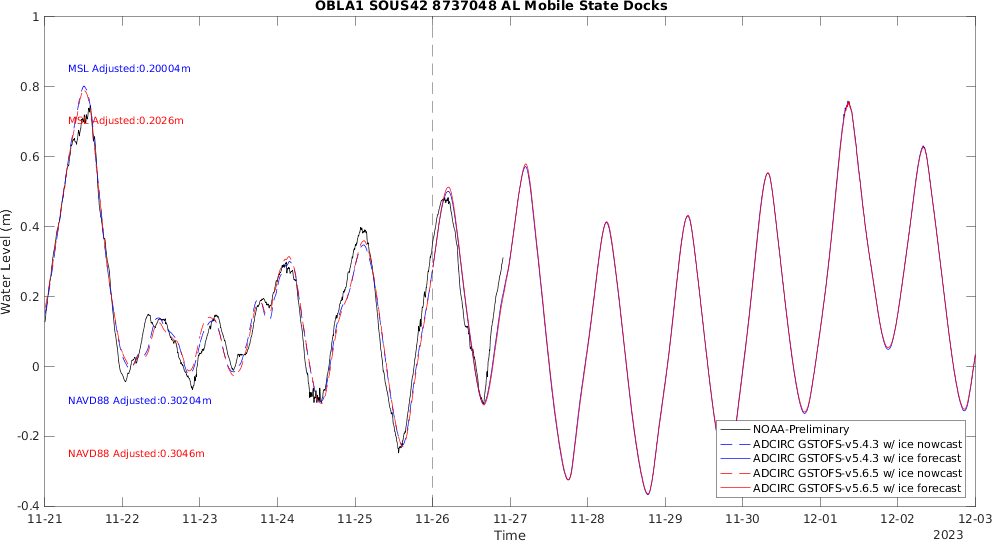 OBLA1 SOUS42 8737048 AL Mobile State Docks
Water Level (m)
1
0.8
0.6
0.4
0.2
0
-0.2
-0.4
MSL Adjusted:0.20004m
MSL Adjusted:0.2026m
NAVD88 Adjusted:0.30204m
NAVD88 Adjusted:0.3046m
NOAA-Preliminary
ADCIRC GSTOFS-v5.4.3 w/ ice nowcast
ADCIRC GSTOFS-v5.4.3 w/ ice forecast
ADCIRC GSTOFS-v5.6.5 w/ ice nowcast
ADCIRC GSTOFS-v5.6.5 w/ ice forecast
11-21 11-22 11-23 11-24 11-25 11-26 11-27 11-28 11-29 11-30 12-01 12-02 12-03
Time
2023